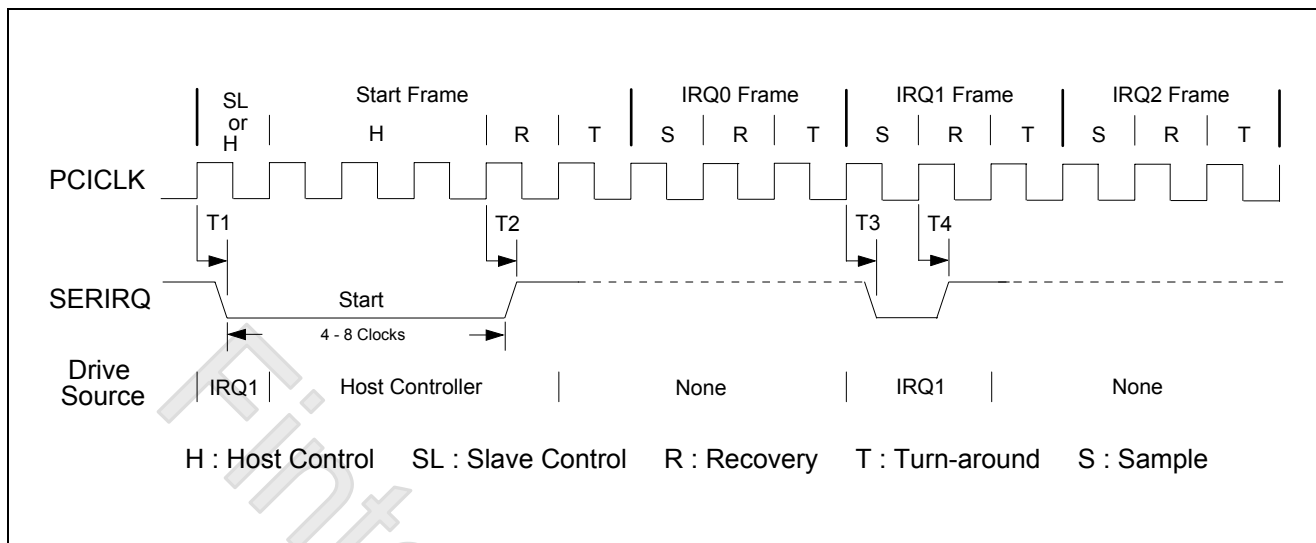 SL
or
H
Start Frame
H
R
T
IRQ0 Frame
S
R
T
IRQ1 Frame
S
R
T
IRQ2 Frame
S
R
T
PCICLK
T1
T2
T3
T4
SERIRQ
Start
4 - 8 Clocks
Drive
Source
IRQ1
Host Controller
None
IRQ1
None
H : Host Control SL : Slave Control R : Recovery T : Turn-around S : Sample